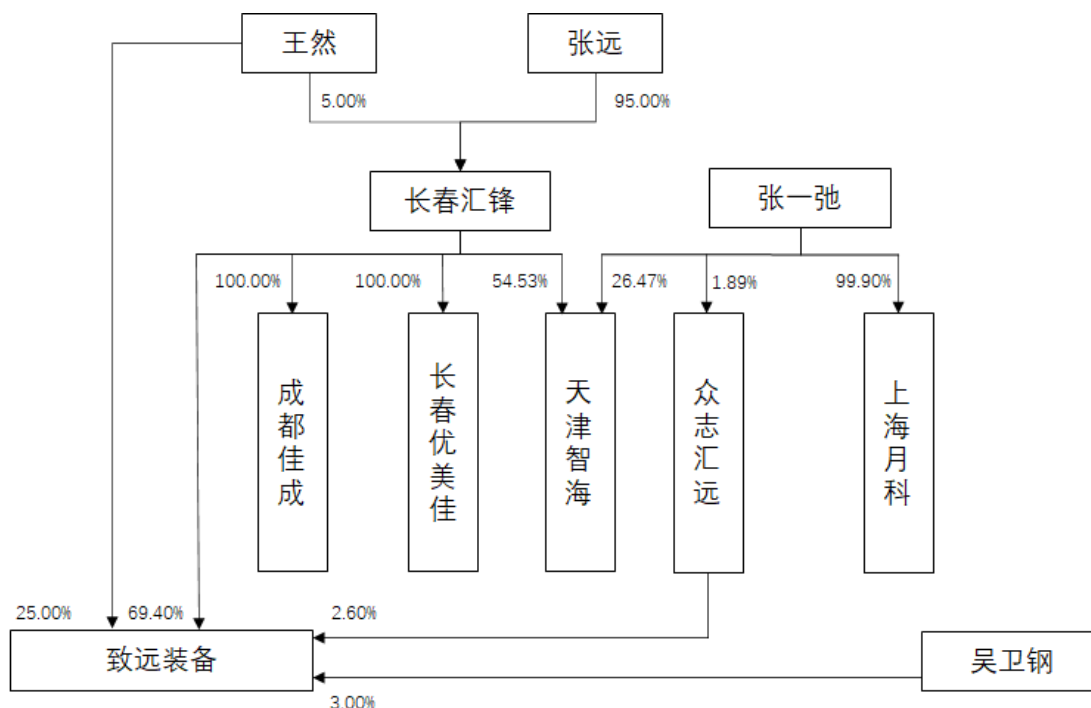 王然
张远
5.00%
95.00%
长春汇锋
张一弛
100.00%
100.00%
54.53%
26.47%
1.89%
99.90%
成都佳成
长春优美佳
天津智海
众志汇远
上海月科
25.00%
69.40%
2.60%
致远装备
吴卫钢
3.00%